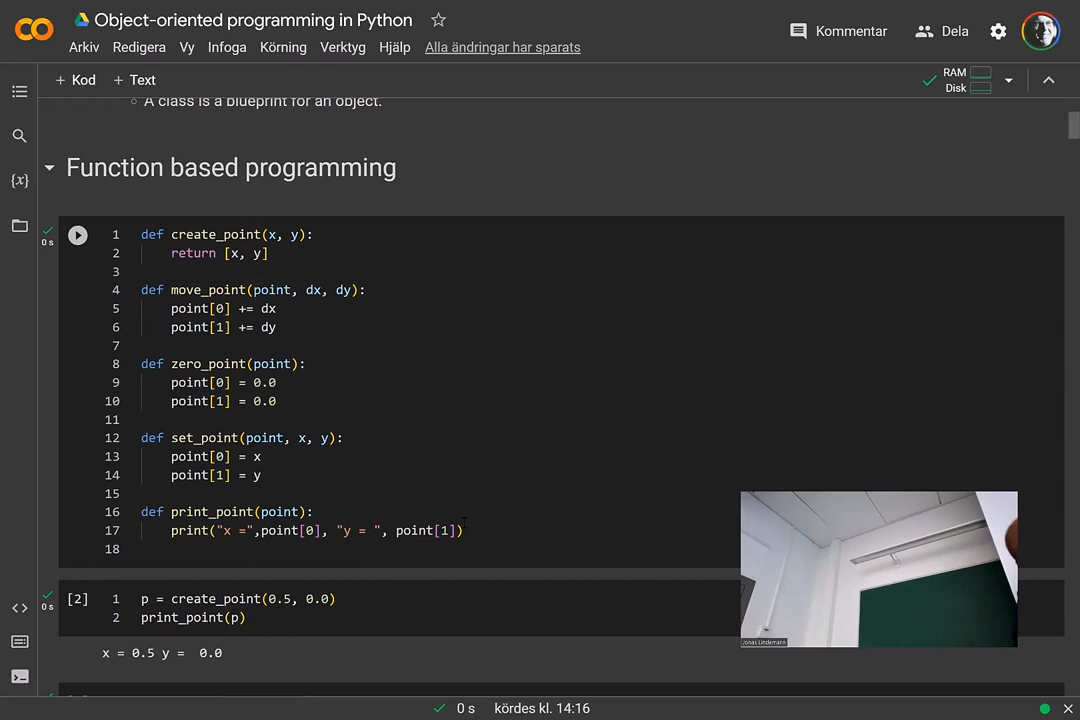 Object-oriented programming in Python
Kommentar
Dela
Arkiv Redigera Vy Infoga Körning Verktyg Hjälp Alla ändringar har sparats
+ Kod + Text
RAM
Disk
A class is a blueprint for an object.
Function based programming
{x}
0 s
1 def create_point(x, y):
2 return [x, y]
3
4 def move_point(point, dx, dy):
5 point[0] += dx
6 point[1] += dy
7
8 def zero_point(point):
9 point[0] = 0.0
10 point[1] = 0.0
11
12 def set_point(point, x, y):
13 point[0] = x
14 point[1] = y
15
16 def print_point(point):
17 print("x =",point[0], "y = ", point[1])
18
0 s
[2] 1 p = create_point(0.5, 0.0)
2 print_point(p)
x = 0.5 y =  0.0
Jonas Lindemann
0 s kördes kl. 14:16